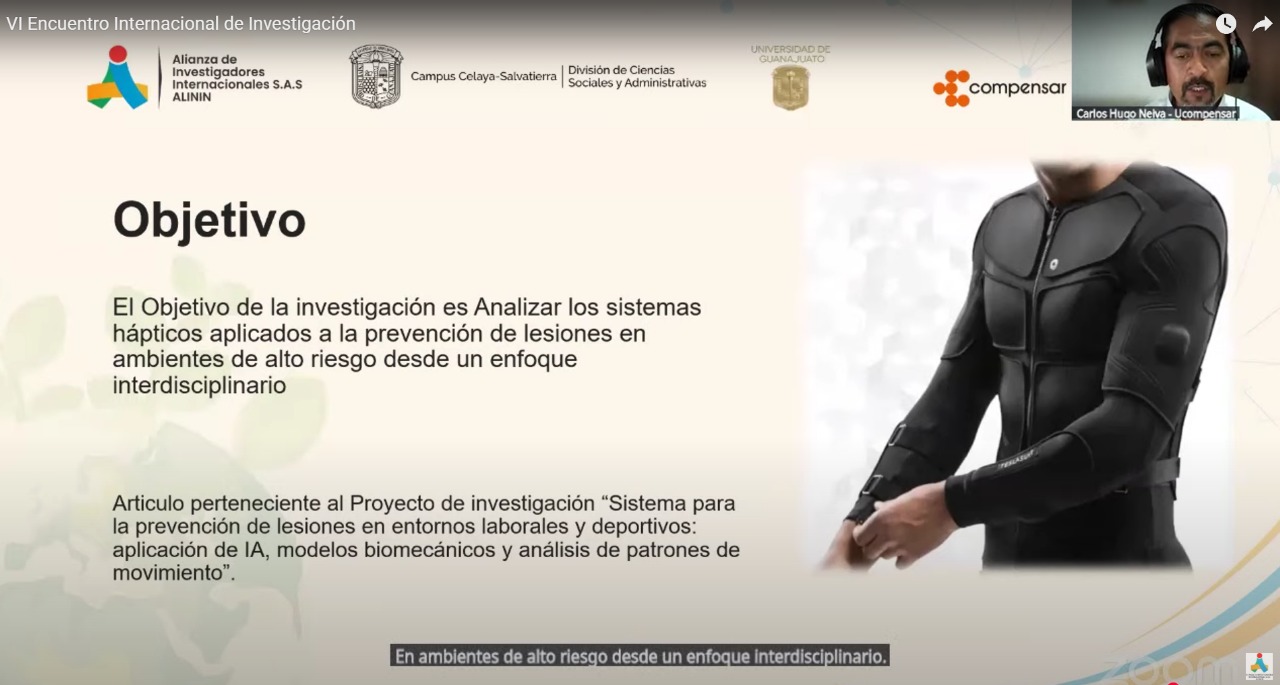 VI Encuentro Internacional de Investigación
Alianza de
Investigadores
Internacionales S.A.S
ALININ
Campus Celaya-Salvatierra
División de Ciencias
Sociales y Administrativas
UNIVERSIDAD DE
GUANAJUATO
compensar
Carlos Hugo Neiva - Ucompensar
Objetivo
El Objetivo de la investigación es Analizar los sistemas
hápticos aplicados a la prevención de lesiones en
ambientes de alto riesgo desde un enfoque
interdisciplinario
TESLASUIT
Articulo perteneciente al Proyecto de investigación “Sistema para
la prevención de lesiones en entornos laborales y deportivos:
aplicación de IA, modelos biomecánicos y análisis de patrones de
movimiento”.
En ambientes de alto riesgo desde un enfoque interdisciplinario.
zoom